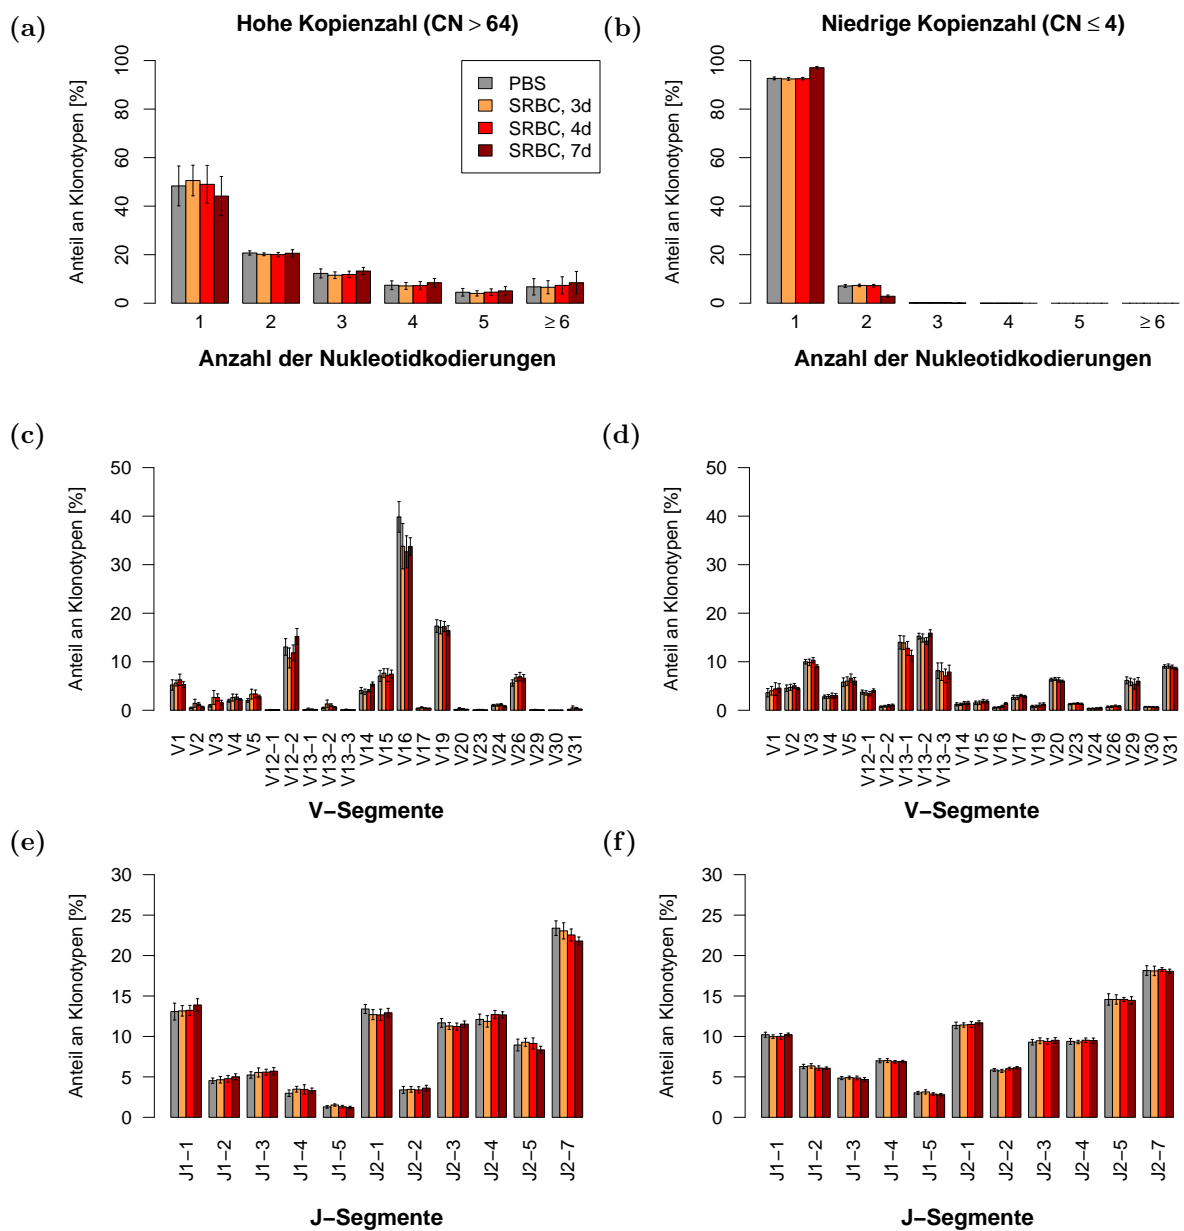 (a)
Hohe Kopienzahl (CN > 64)
Anteil an Klonotypen [%]
0
20
40
60
80
100
PBS
SRBC, 3d
SRBC, 4d
SRBC, 7d
1 2 3 4 5 ≥ 6
Anzahl der Nukleotidkodierungen
(b)
Niedrige Kopienzahl (CN ≤ 4)
Anteil an Klonotypen [%]
0
20
40
60
80
100
1 2 3 4 5 ≥ 6
Anzahl der Nukleotidkodierungen
(c)
Anteil an Klonotypen [%]
0
10
20
30
40
50
V1 V2 V3 V4 V5 V12−1 V12−2 V13−1 V13−2 V13−3 V14 V15 V16 V17 V19 V20 V23 V24 V26 V29 V30 V31
V−Segmente
(d)
Anteil an Klonotypen [%]
0
10
20
30
40
50
V1 V2 V3 V4 V5 V12−1 V12−2 V13−1 V13−2 V13−3 V14 V15 V16 V17 V19 V20 V23 V24 V26 V29 V30 V31
V−Segmente
(e)
Anteil an Klonotypen [%]
0
5
10
15
20
25
30
J1−1 J1−2 J1−3 J1−4 J1−5 J2−1 J2−2 J2−3 J2−4 J2−5 J2−7
J−Segmente
(f)
Anteil an Klonotypen [%]
0
5
10
15
20
25
30
J1−1 J1−2 J1−3 J1−4 J1−5 J2−1 J2−2 J2−3 J2−4 J2−5 J2−7
J−Segmente